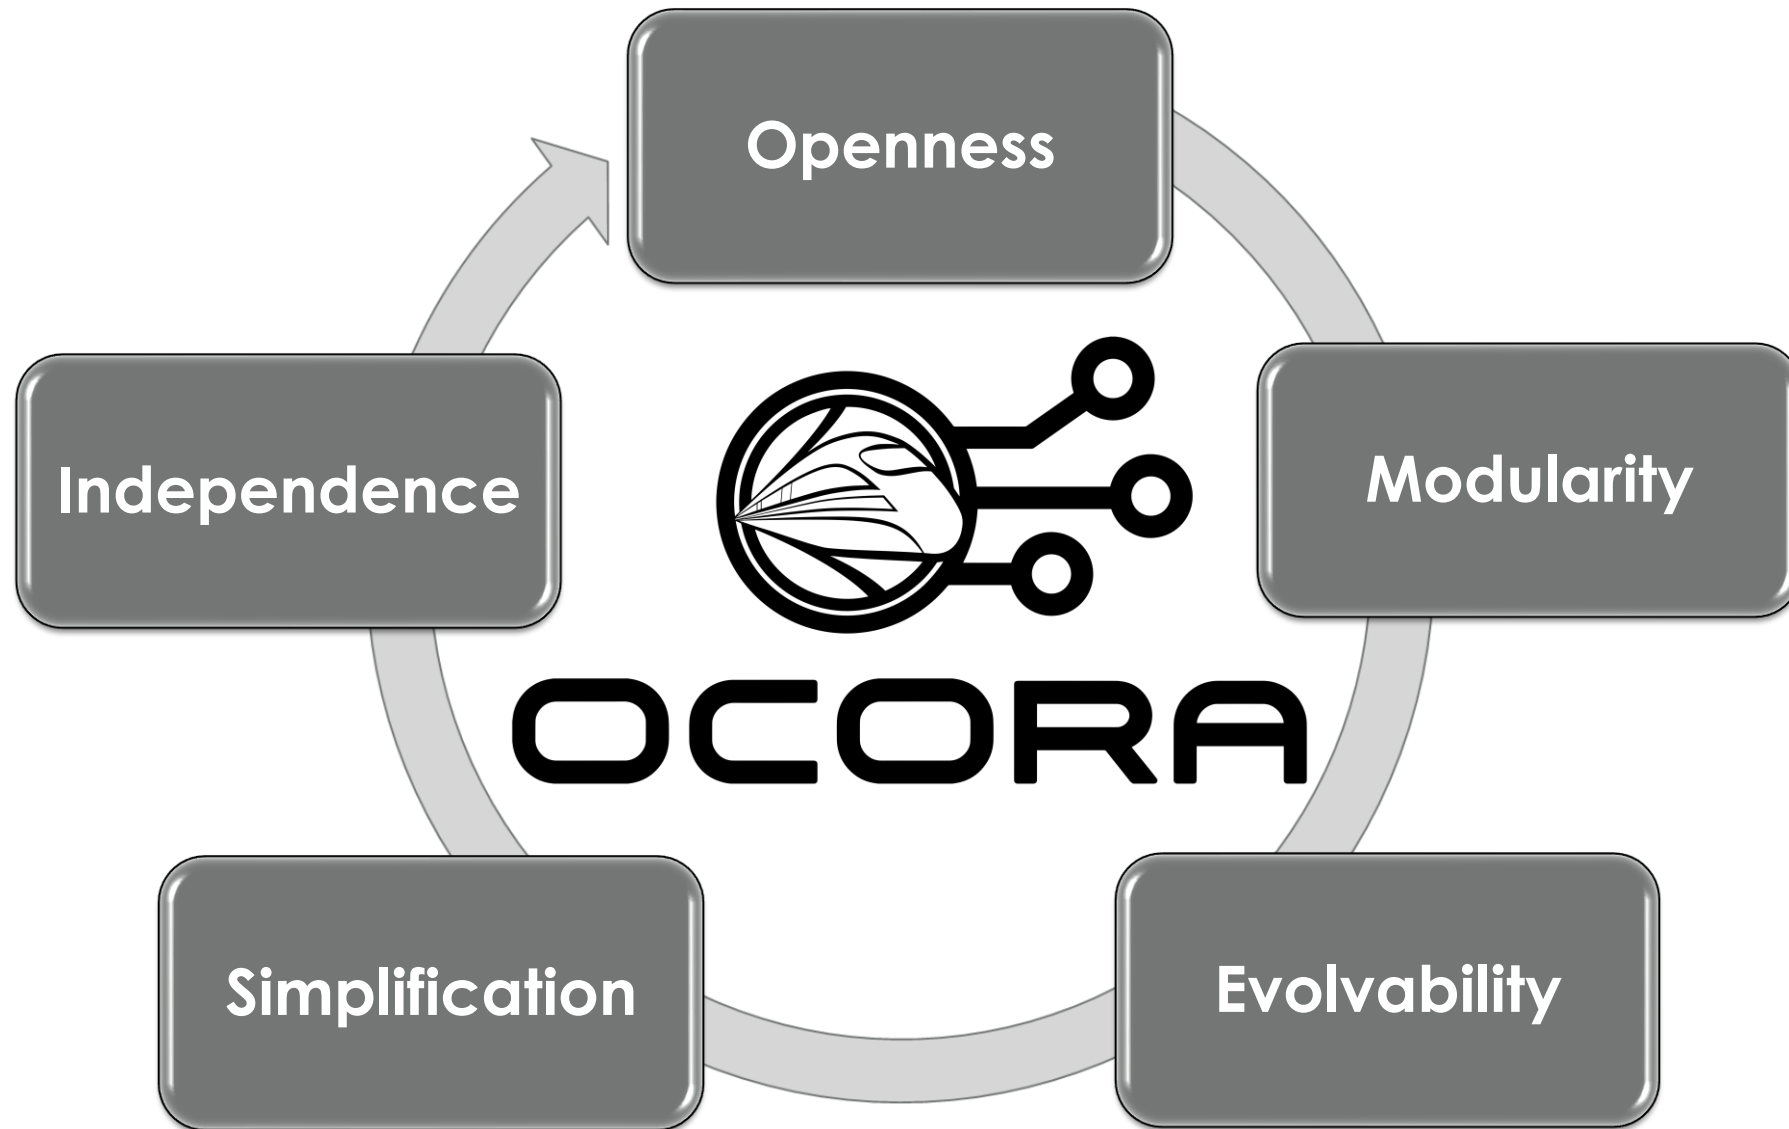 Openness
Independence
Modularity
OCORA
Simplification
Evolvability